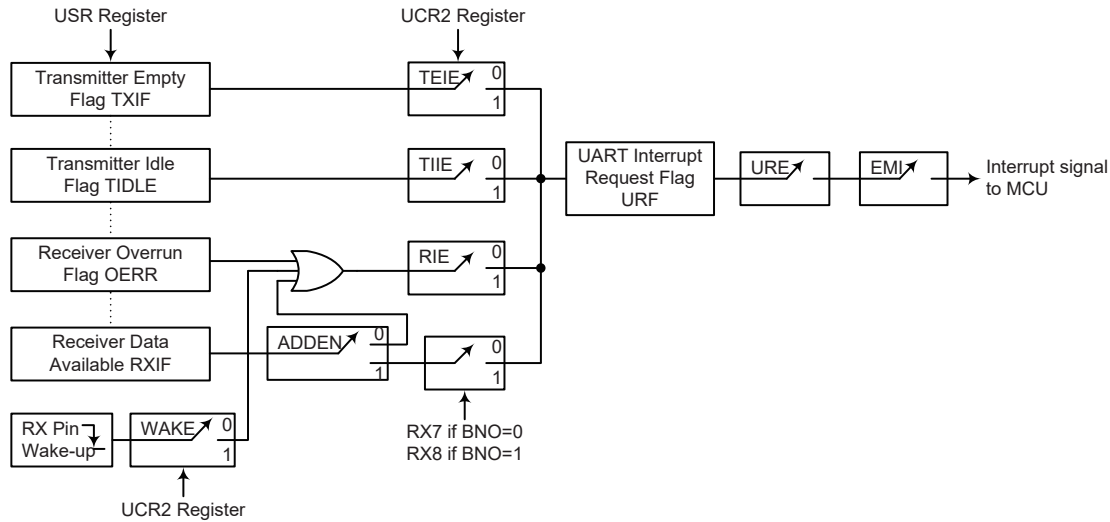 USR Register
UCR2 Register
Transmitter Empty
Flag TXIF
TEIE
0
1
Transmitter Idle
Flag TIDLE
TIIE
0
1
UART Interrupt
Request Flag
URF
URE
EMI
Interrupt signal
to MCU
Receiver Overrun
Flag OERR
RIE
0
1
Receiver Data
Available RXIF
ADDEN
0
1
0
1
RX7 if BNO=0
RX8 if BNO=1
RX Pin
Wake-up
WAKE
0
1
UCR2 Register